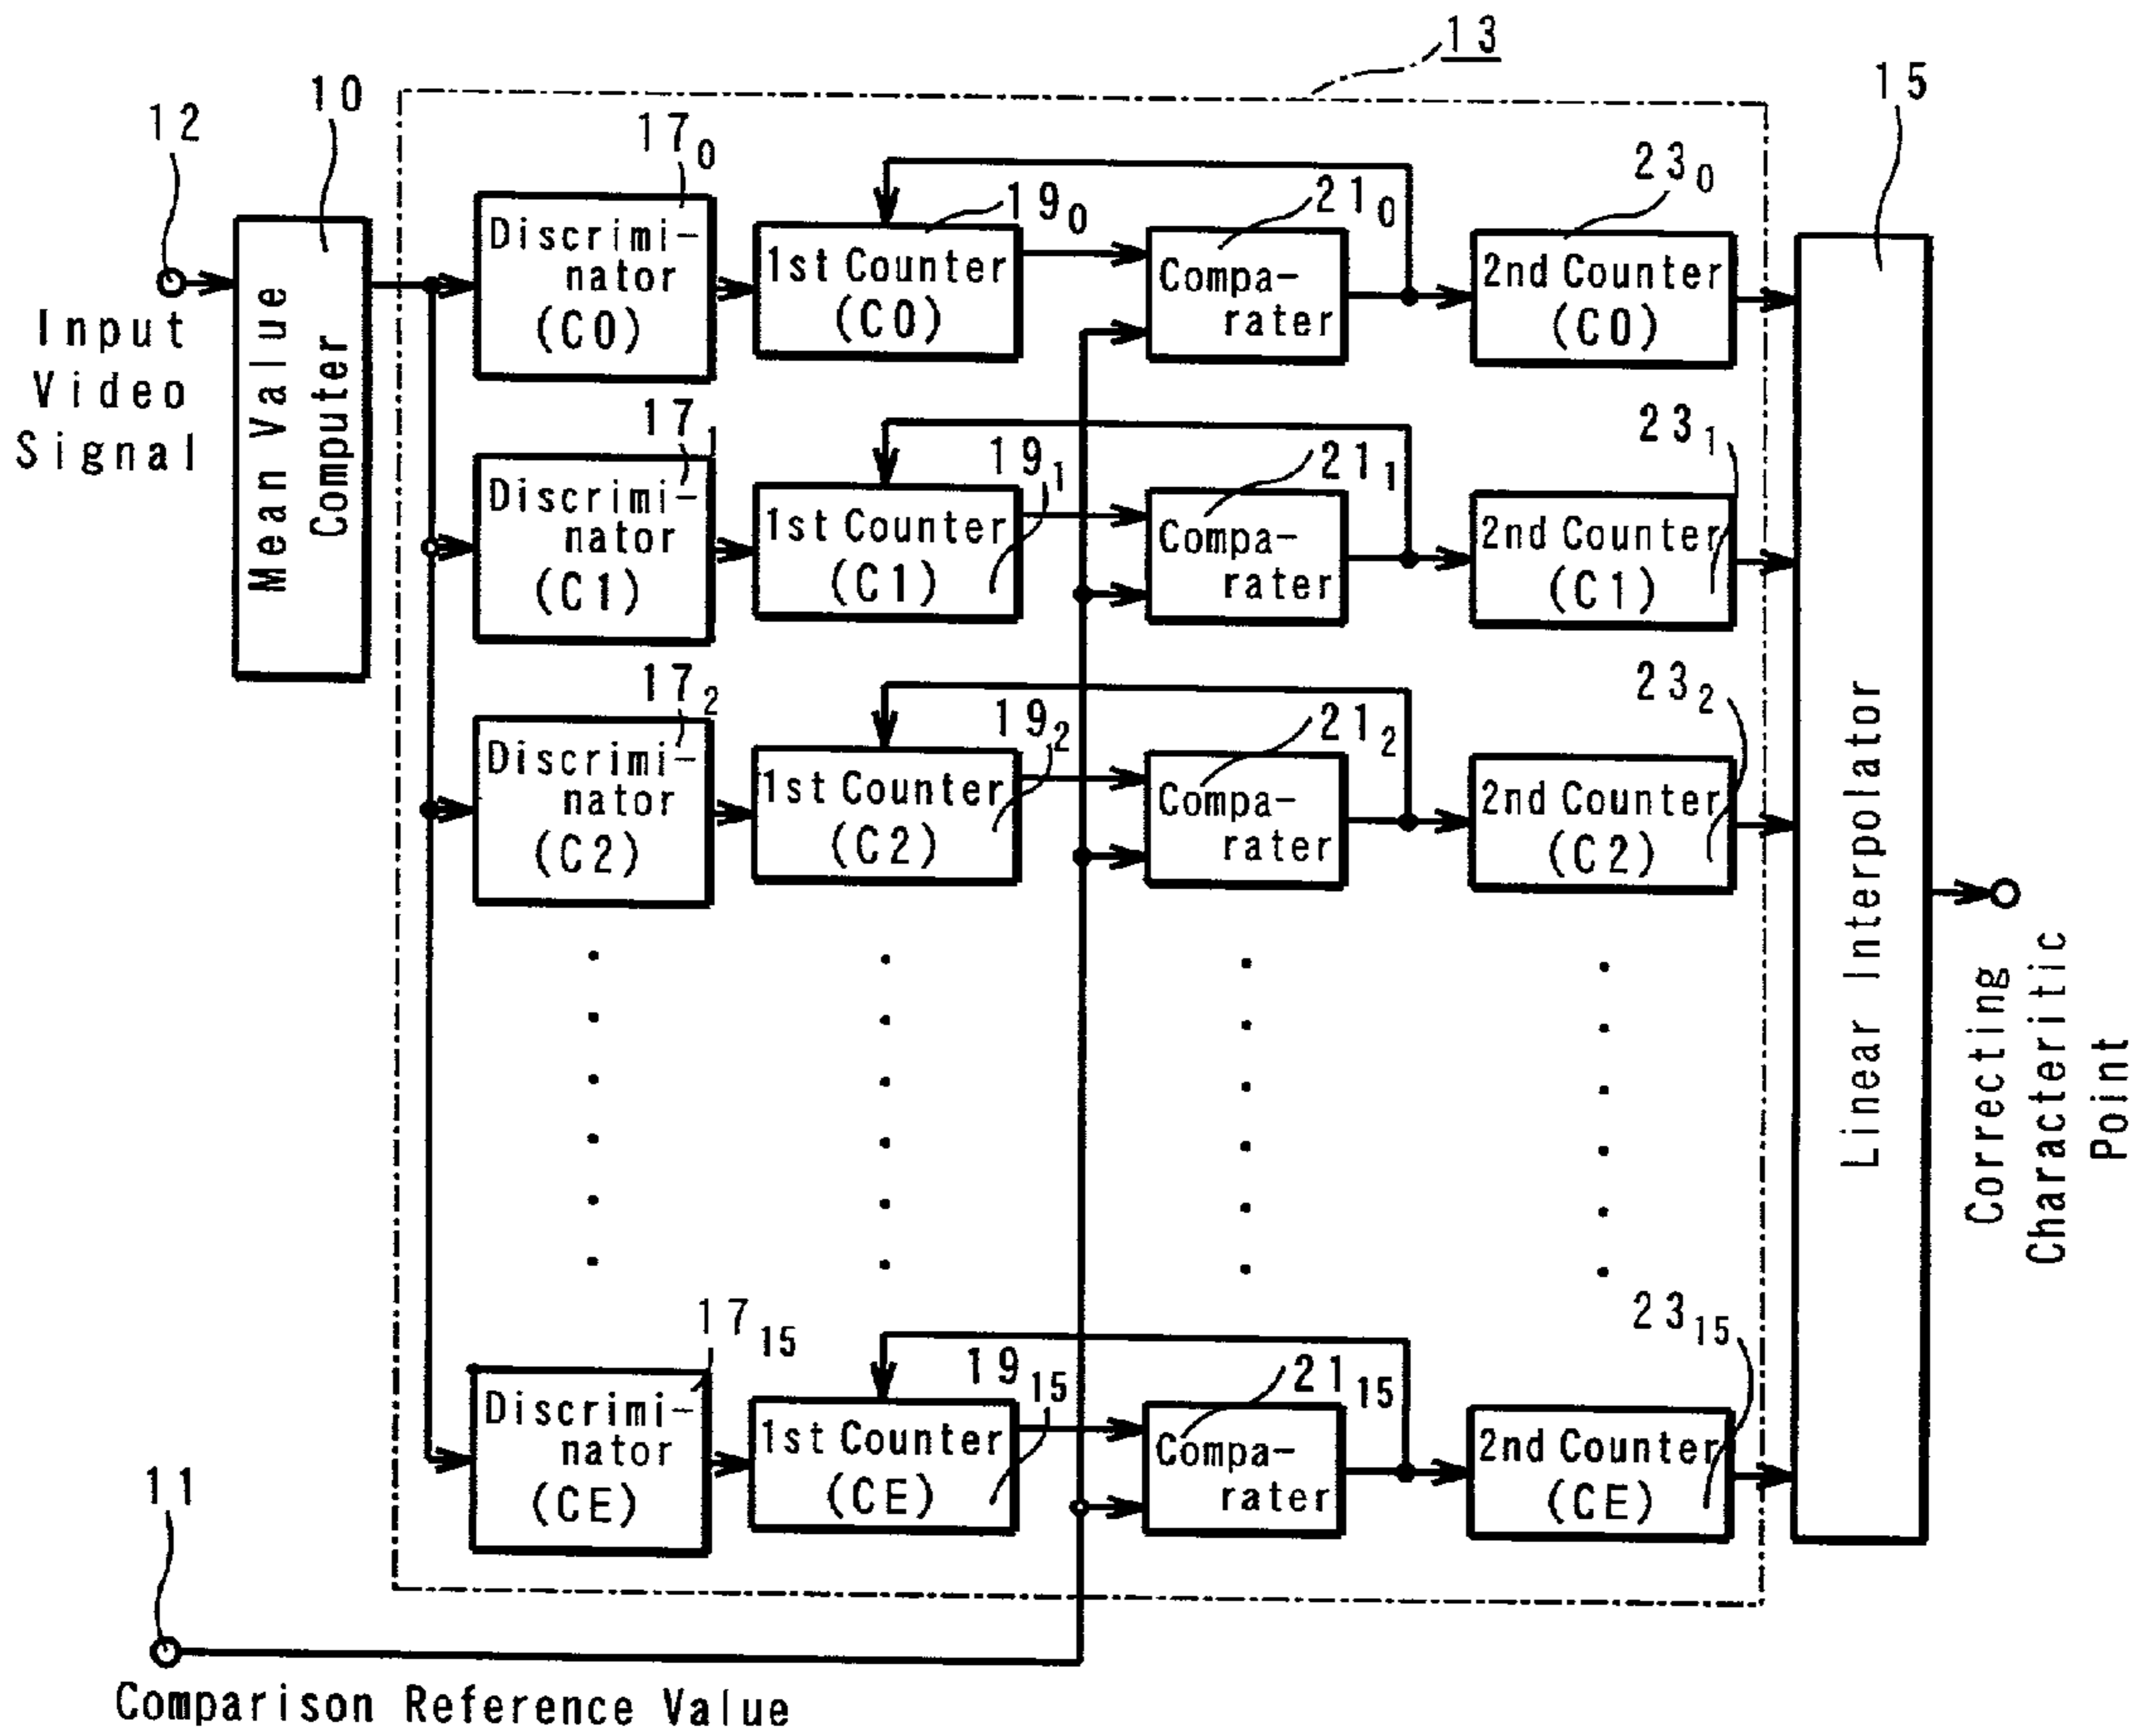 13
12
10
15
17₀
19₀
21₀
23₀
Input
Video
Signal
Mean Value
Computer
Discrimi-
nator
(C0)
1st Counter
(C0)
Compa-
rater
2nd Counter
(C0)
17₁
19₁
21₁
23₁
Discrimi-
nator
(C1)
1st Counter
(C1)
Compa-
rater
2nd Counter
(C1)
17₂
19₂
21₂
23₂
Discrimi-
nator
(C2)
1st Counter
(C2)
Compa-
rater
2nd Counter
(C2)
Linear Interpolator
Correcting
Characteritic
Point
17₁₅
19₁₅
21₁₅
23₁₅
Discrimi-
nator
(CE)
1st Counter
(CE)
Compa-
rater
2nd Counter
(CE)
11
Comparison Reference Value